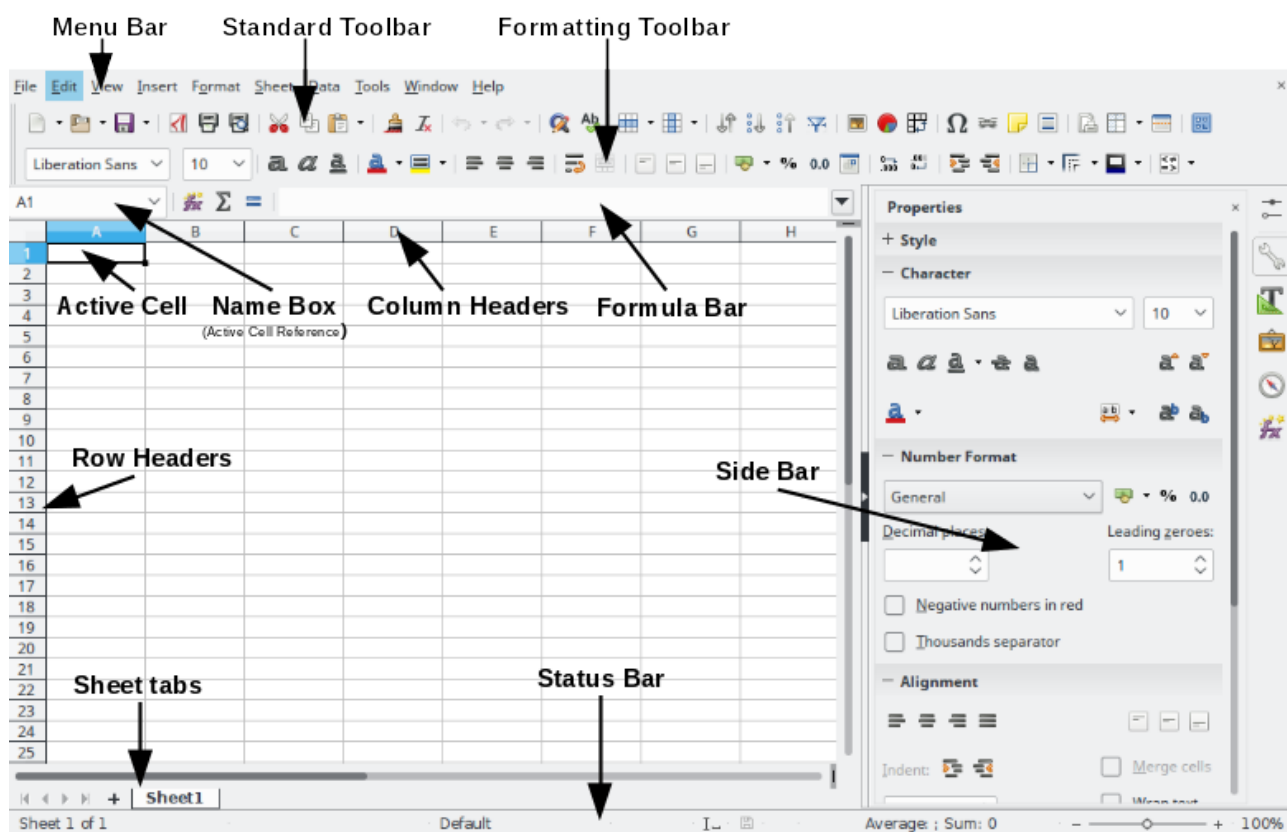 Menu Bar Standard Toolbar Formatting Toolbar
File Edit View Insert Format Sheet Data Tools Window Help
Liberation Sans 10 % 0.0
A1
Properties
A B C D E F G H
Style
1
Character
2
3
Active Cell Name Box Column Headers Formula Bar
Liberation Sans 10
4
(Active Cell Reference)
5
6
7
8
9
10
Row Headers
11
Number Format
Side Bar
12
General % 0.0
13
14
Decimal places: Leading zeroes:
15
16
1
17
18
Negative numbers in red
19
20
Thousands separator
21
Sheet tabs Status Bar
22
Alignment
23
24
25
Indent: Merge cells
Sheet1
Wrap text
Sheet 1 of 1 Default Average: ; Sum: 0 100%